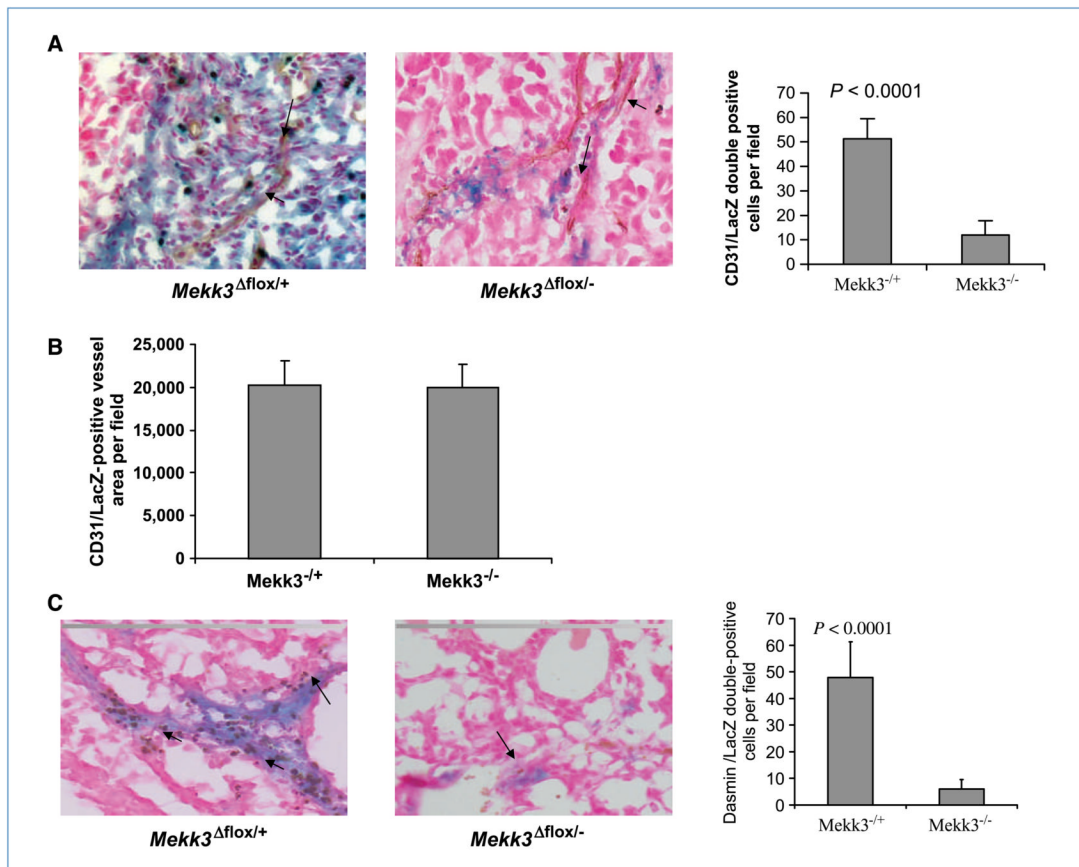 A
Mekk3Δflox/+
Mekk3Δflox/-
CD31/LacZ double positive
cells per field
P < 0.0001
70
60
50
40
30
20
10
0
Mekk3-/+
Mekk3-/-
B
CD31/LacZ-positive vessel
area per field
25,000
20,000
15,000
10,000
5,000
0
Mekk3-/+
Mekk3-/-
C
Mekk3Δflox/+
Mekk3Δflox/-
Dasmin /LacZ double-positive
cells per field
P < 0.0001
70
60
50
40
30
20
10
0
Mekk3-/+
Mekk3-/-